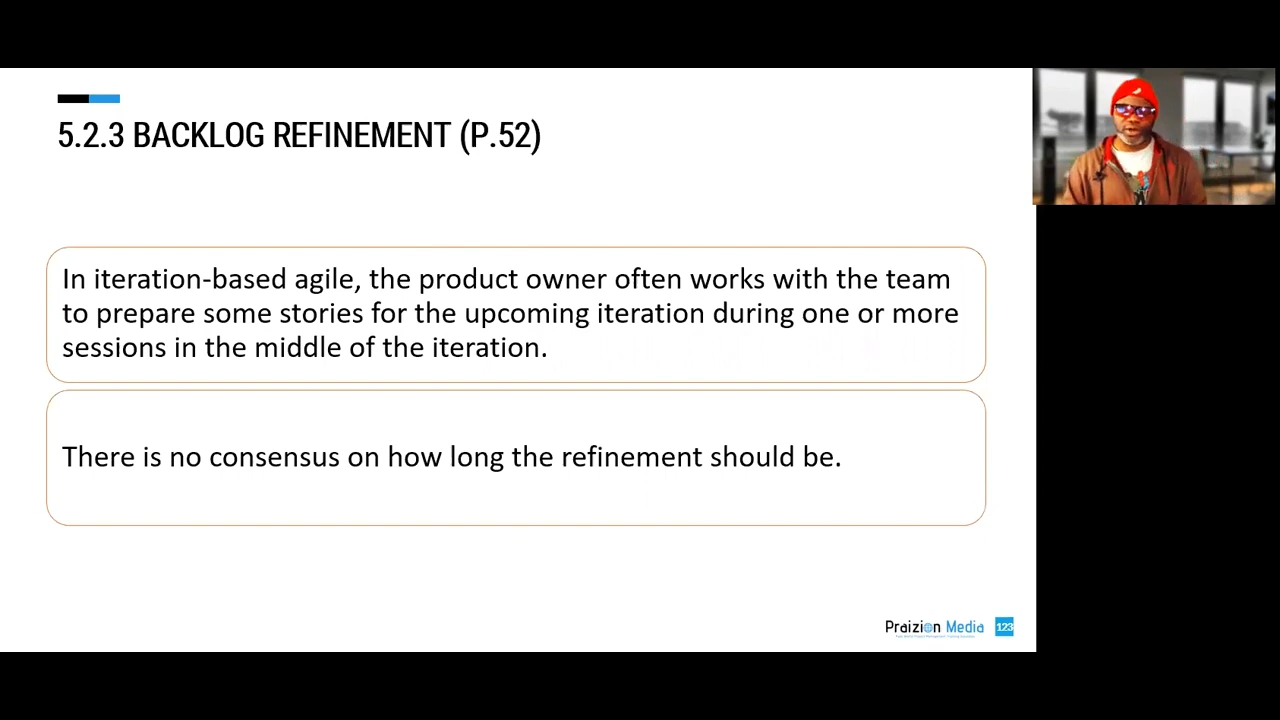 5.2.3 BACKLOG REFINEMENT (P.52)
In iteration-based agile, the product owner often works with the team
to prepare some stories for the upcoming iteration during one or more
sessions in the middle of the iteration.
There is no consensus on how long the refinement should be.
Praizion Media
123